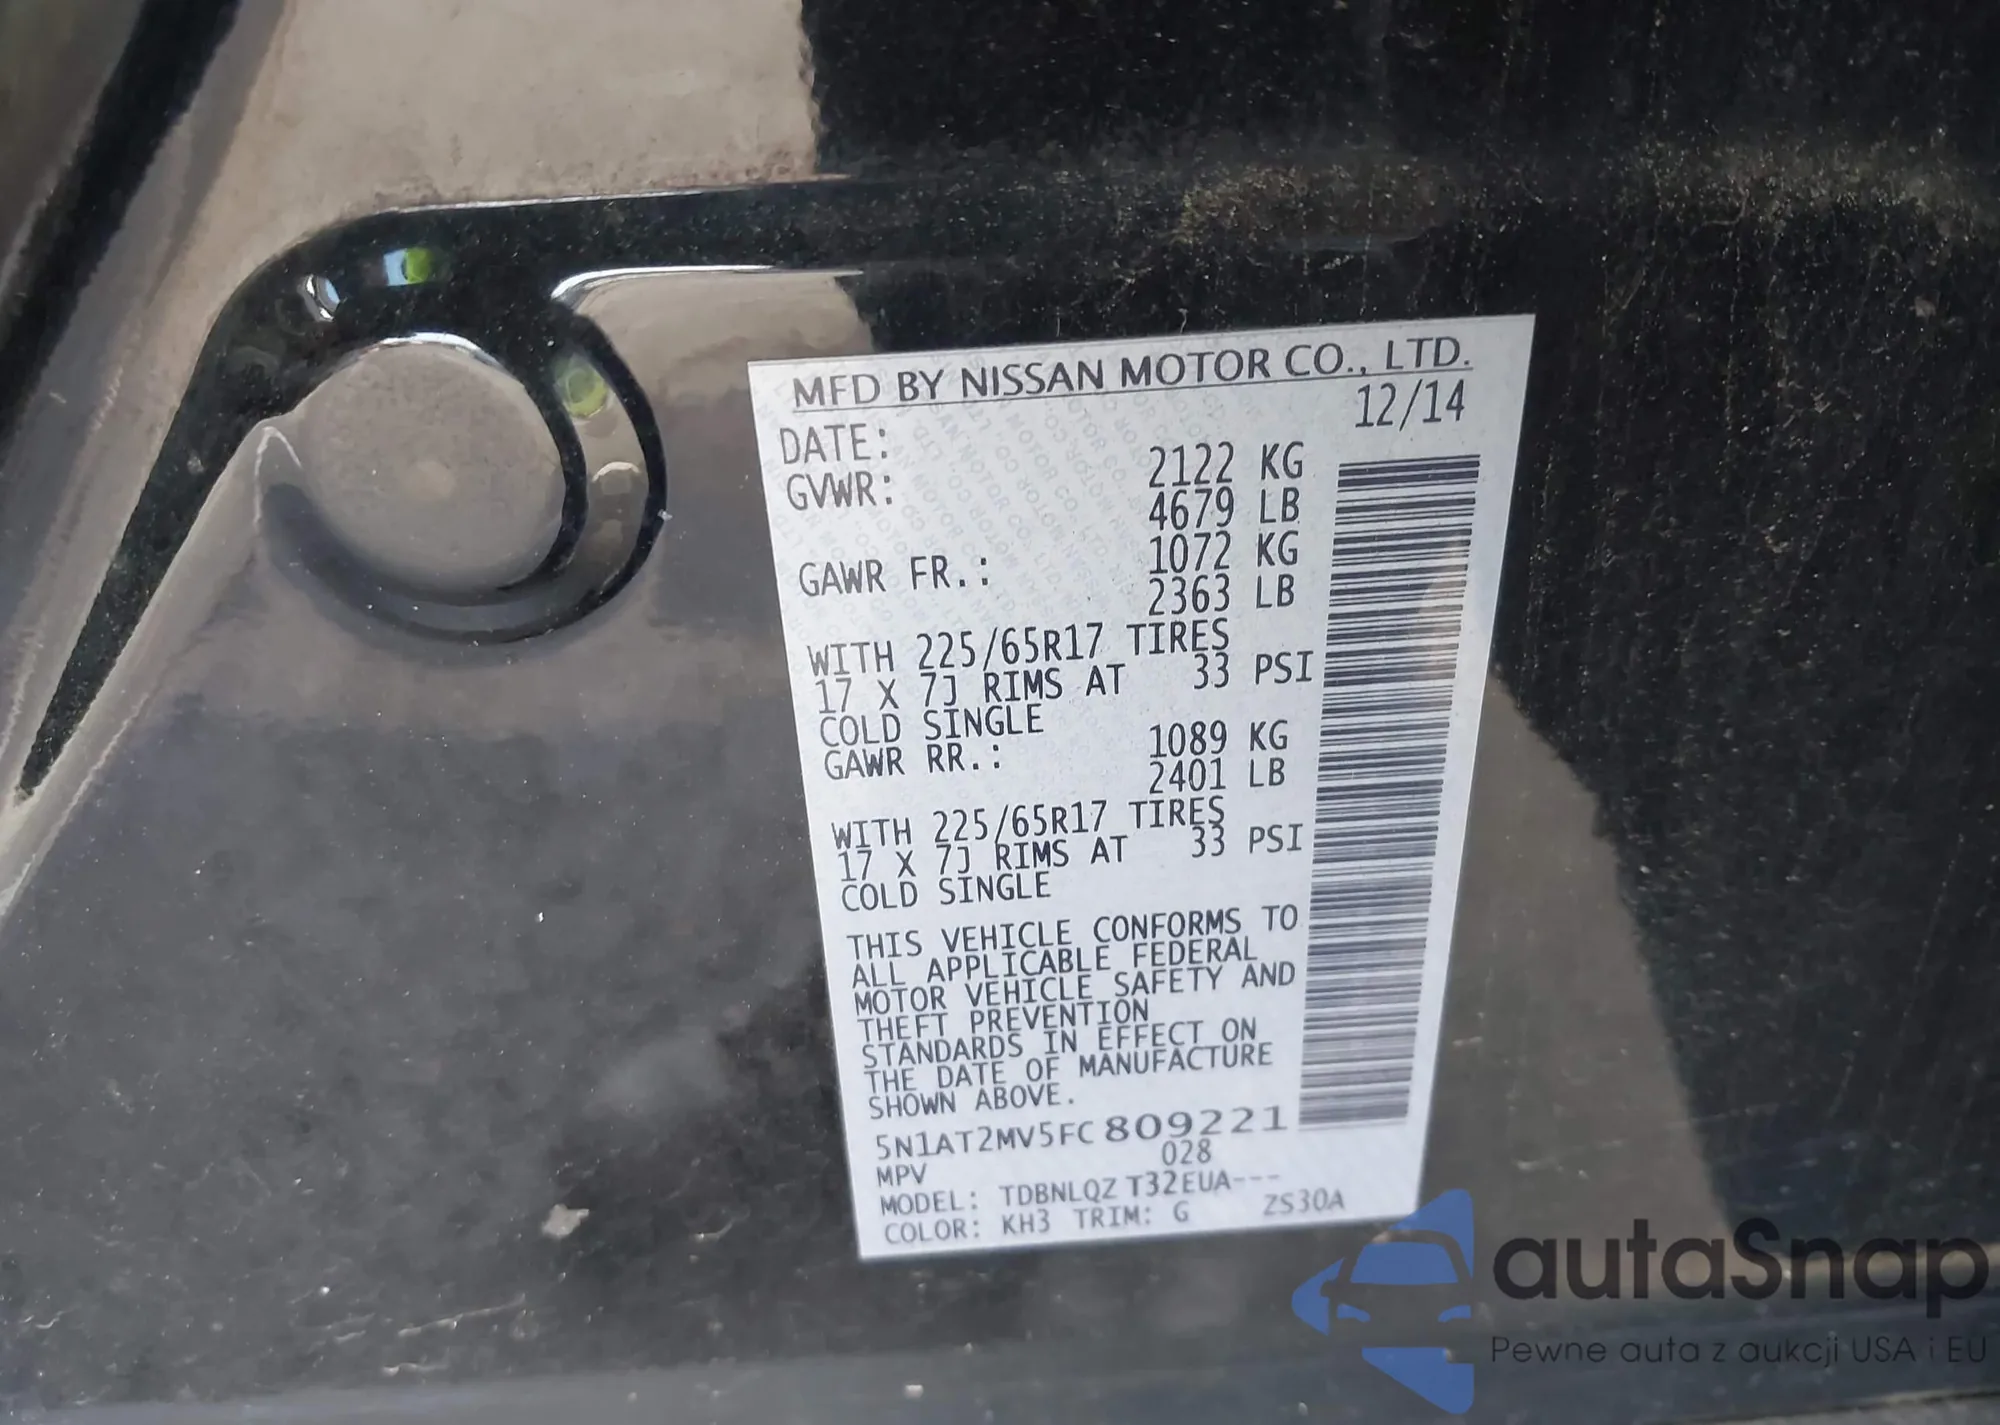 MFD BY NISSAN MOTOR CO., LTD.
DATE: 12/14
GVWR: 2122 KG
4679 LB
GAWR FR.: 1072 KG
2363 LB
WITH 225/65R17 TIRES
17 X 7J RIMS AT 33 PSI
COLD SINGLE
GAWR RR.: 1089 KG
2401 LB
WITH 225/65R17 TIRES
17 X 7J RIMS AT 33 PSI
COLD SINGLE
THIS VEHICLE CONFORMS TO
ALL APPLICABLE FEDERAL
MOTOR VEHICLE SAFETY AND
THEFT PREVENTION
STANDARDS IN EFFECT ON
THE DATE OF MANUFACTURE
SHOWN ABOVE.
5N1AT2MV5FC809221
MPV 028
MODEL: TDBNLQZ T32EUA---
COLOR: KH3 TRIM: G ZS30A
autaSnap
Pewne auta z aukcji USA i EU